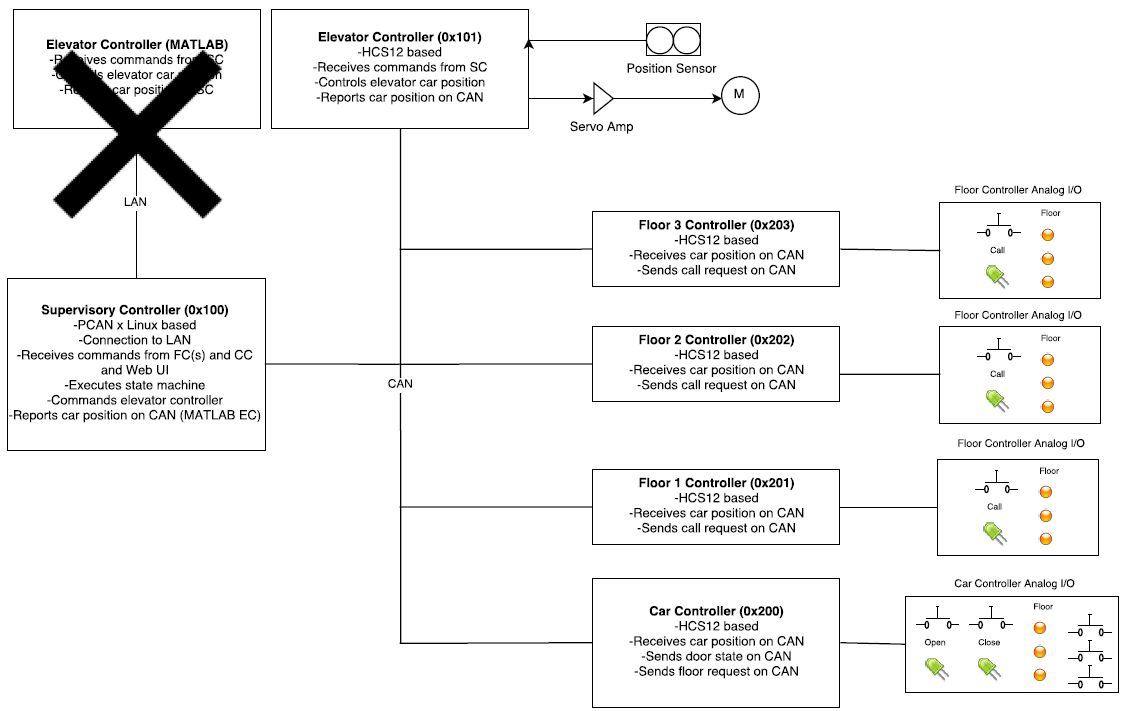 Elevator Controller (MATLAB)
-Receives commands from SC
elevator car
car SC
Elevator Controller (0x101)
-HCS12 based
-Receives commands from SC
-Controls elevator car position
-Reports car position on CAN
Position Sensor
M
Servo Amp
LAN
Supervisory Controller (0x100)
-PCAN x Linux based
-Connection to LAN
-Receives commands from FC(s) and CC
and Web UI
-Executes state machine
-Commands elevator controller
-Reports car position on CAN (MATLAB EC)
CAN
Floor 3 Controller (0x203)
-HCS12 based
-Receives car position on CAN
-Sends call request on CAN
Floor Controller Analog I/O
Floor
Call
Floor 2 Controller (0x202)
-HCS12 based
-Receives car position on CAN
-Sends call request on CAN
Floor Controller Analog I/O
Floor
Call
Floor 1 Controller (0x201)
-HCS12 based
-Receives car position on CAN
-Sends call request on CAN
Floor Controller Analog I/O
Floor
Call
Car Controller (0x200)
-HCS12 based
-Receives car position on CAN
-Sends door state on CAN
-Sends floor request on CAN
Car Controller Analog I/O
Floor
Open
Close